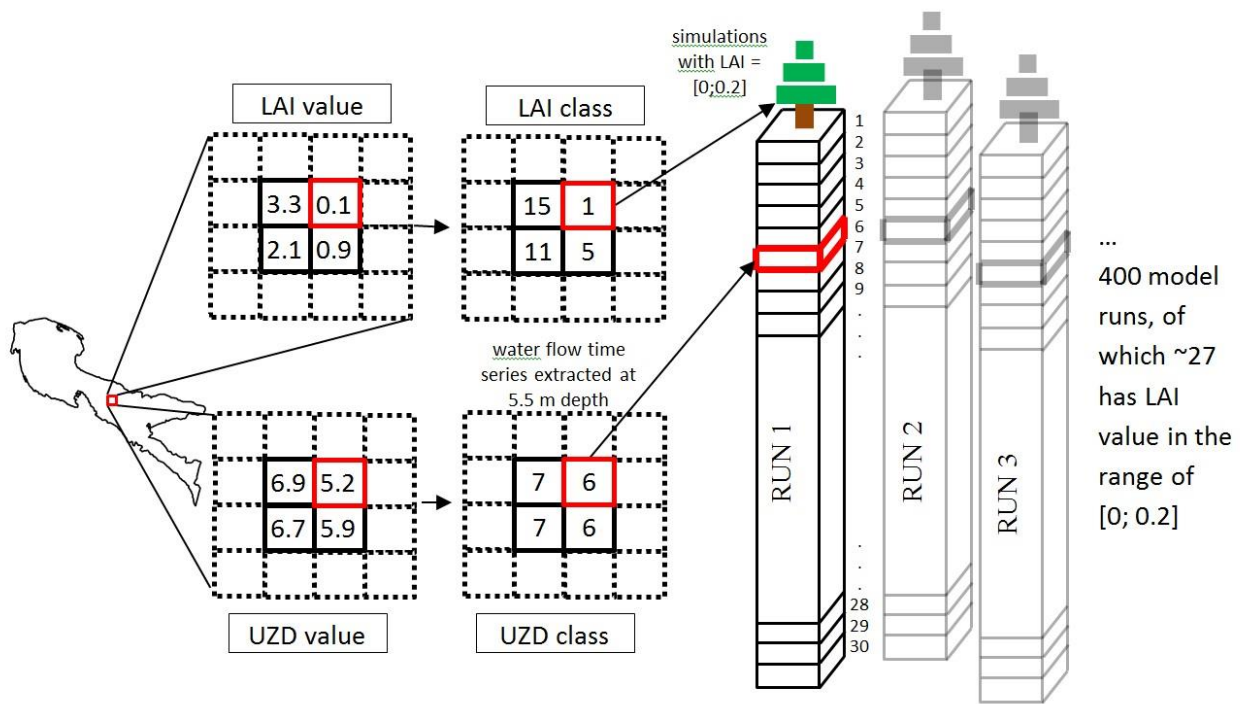 simulations
with LAI =
[0;0.2]
LAI value
LAI class
3.3 0.1
2.1 0.9
15 1
11 5
water flow time
series extracted at
5.5 m depth
6.9 5.2
6.7 5.9
7 6
7 6
UZD value
UZD class
1
2
3
4
5
6
7
8
9
.
.
.
.
.
.
28
29
30
RUN 1
RUN 2
RUN 3
...
400 model
runs, of
which ~27
has LAI
value in the
range of
[0; 0.2]